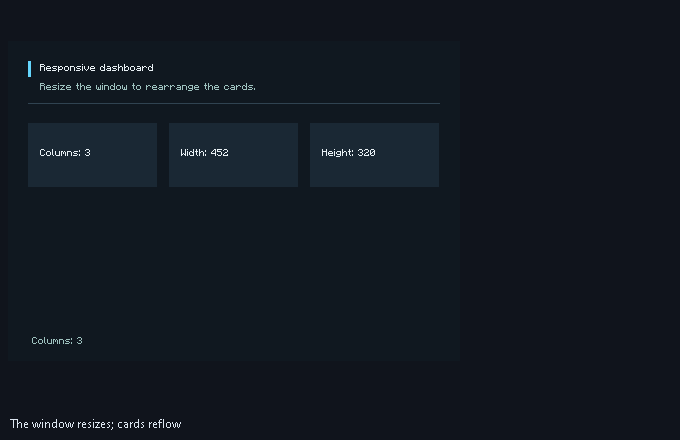 Responsive dashboard
Resize the window to rearrange the cards.
Columns: 3
Width: 452
Height: 320
Columns: 3
The window resizes; cards reflow